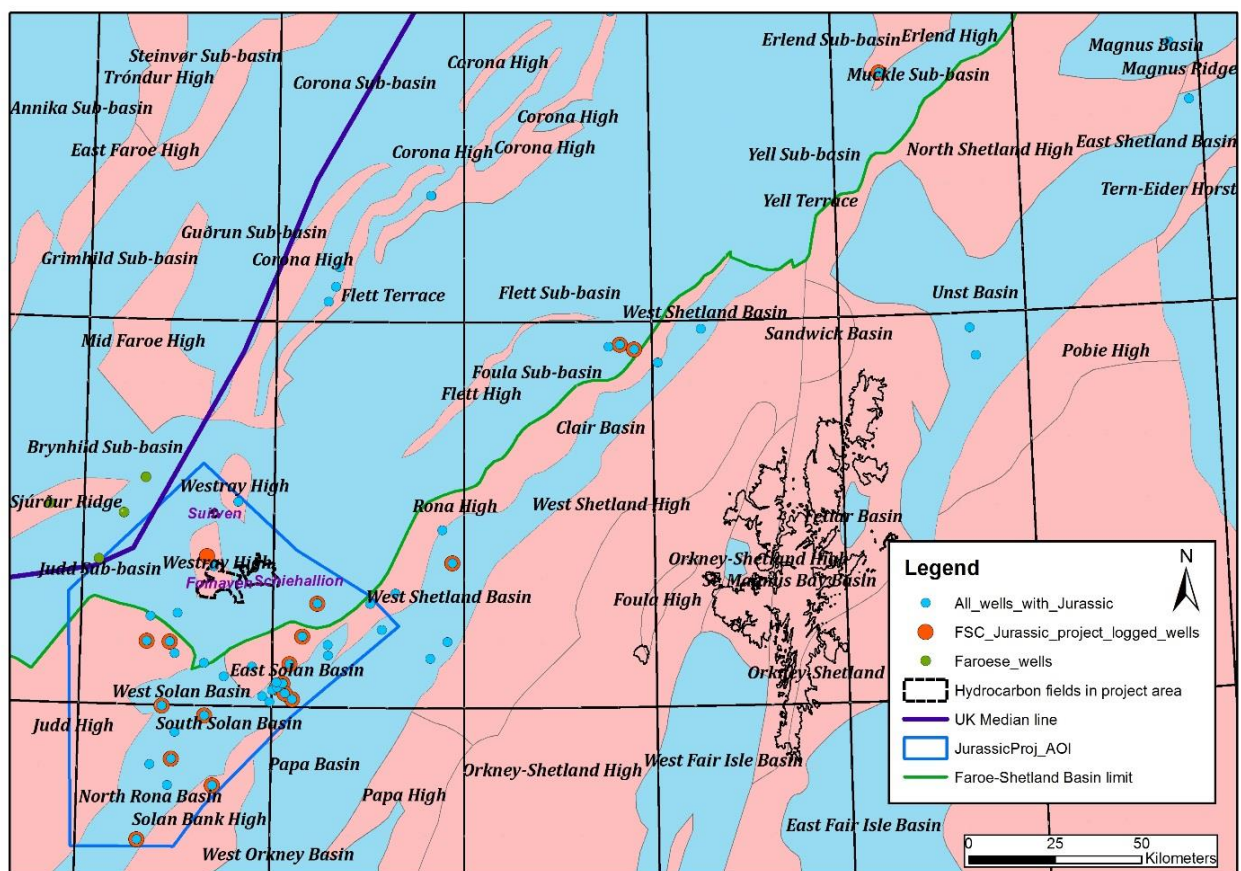 Steinvør Sub-basin
Tróndur High
Corona Sub-basin
Corona High
Erlend Sub-basin
Erlend High
Magnus Basin
Muckle Sub-basin
Magnus Ridge
Annika Sub-basin
Corona High
East Faroe High
Corona High
Corona High
Yell Sub-basin
North Shetland High
East Shetland Basin
Yell Terrace
Tern-Eider Horst
Guðrun Sub-basin
Grimhild Sub-basin
Corona High
Flett Terrace
Flett Sub-basin
West Shetland Basin
Unst Basin
Sandwick Basin
Mid Faroe High
Pobie High
Foula Sub-basin
Flett High
Clair Basin
Brynhild Sub-basin
Westray High
Sjúrður Ridge
Suilven
Rona High
West Shetland High
Fetlar Basin
Judd Sub-basin
Westray High
Foinaven
Schiehallion
Orkney-Shetland High
St. Magnus Bay Basin
West Shetland Basin
Foula High
East Solan Basin
Orkney-Shetland
West Solan Basin
Judd High
South Solan Basin
Papa Basin
Orkney-Shetland High
West Fair Isle Basin
North Rona Basin
Papa High
Solan Bank High
East Fair Isle Basin
West Orkney Basin
Legend
N
All_wells_with_Jurassic
FSC_Jurassic_project_logged_wells
Faroese_wells
Hydrocarbon fields in project area
UK Median line
JurassicProj_AOI
Faroe-Shetland Basin limit
0 25 50
Kilometers